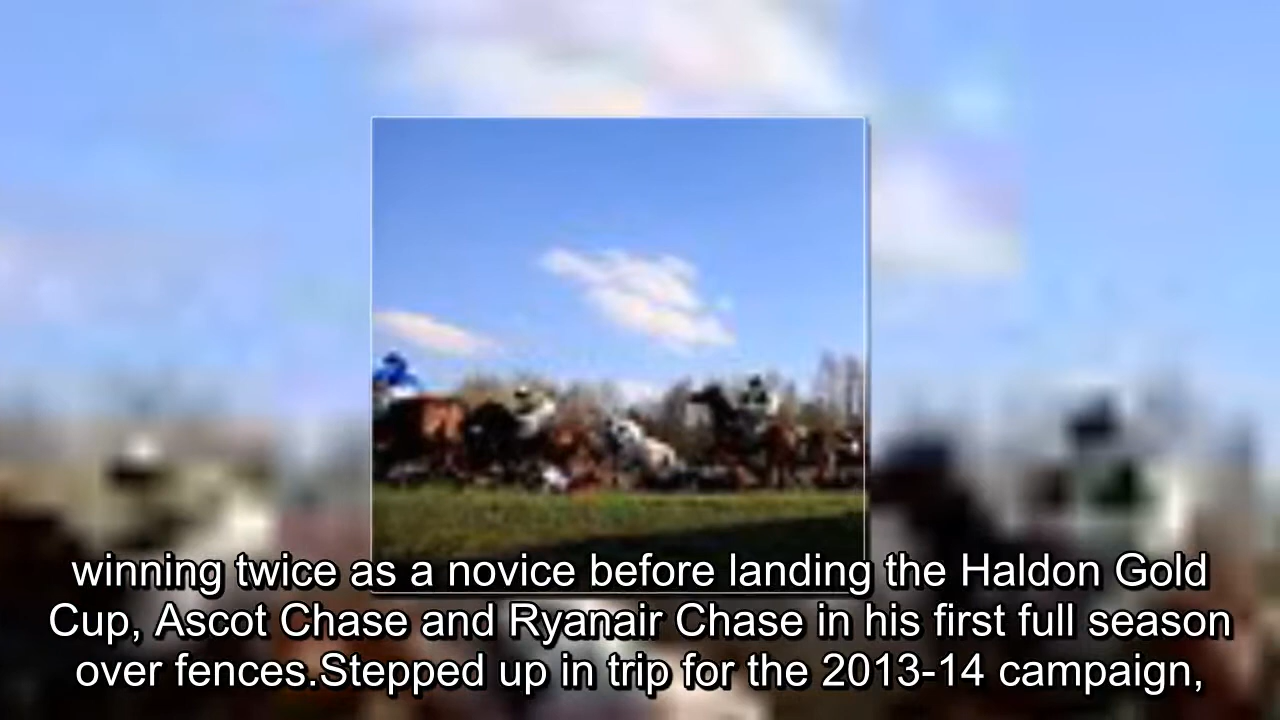 winning twice as a novice before landing the Haldon Gold
Cup, Ascot Chase and Ryanair Chase in his first full season
over fences.Stepped up in trip for the 2013-14 campaign,